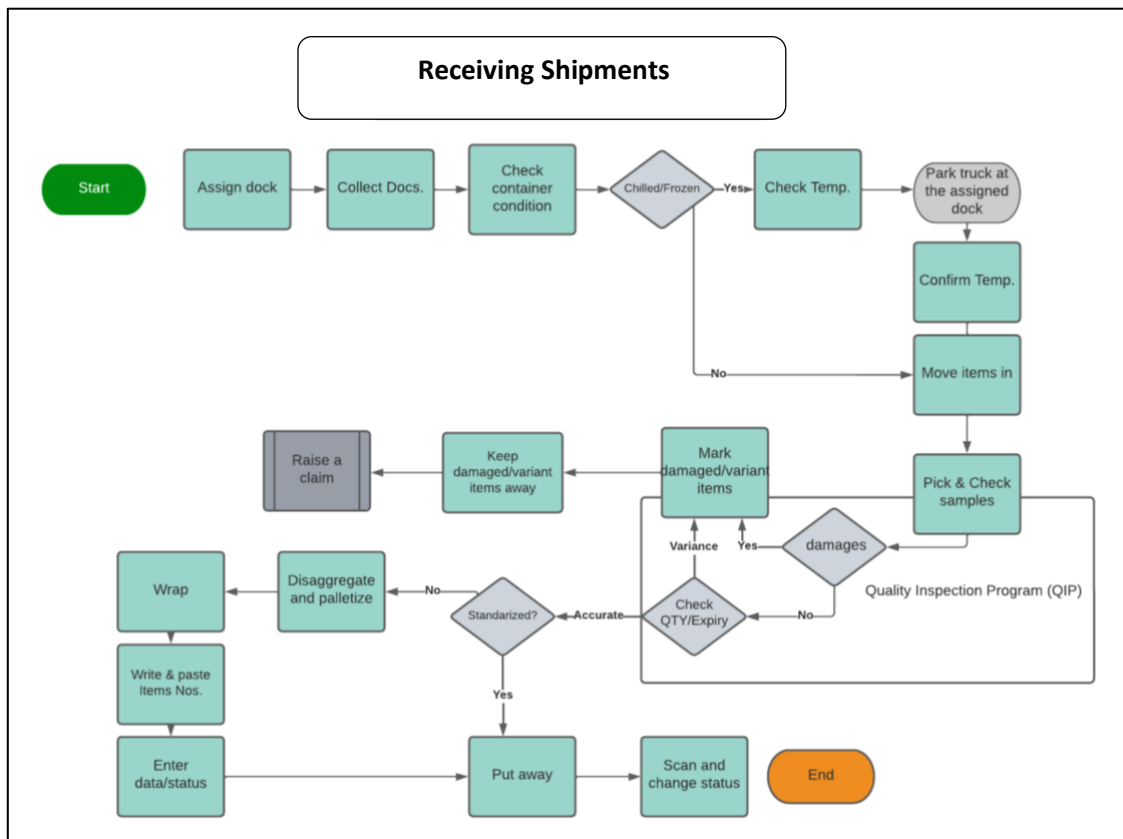 Receiving Shipments
Start
Assign dock
Collect Docs.
Check
container
condition
Chilled/Frozen
Yes
Check Temp.
Park truck at
the assigned
dock
Confirm Temp.
No
Move items in
Raise a
claim
Keep
damaged/variant
items away
Mark
damaged/variant
items
Pick & Check
samples
Variance
Yes
damages
Quality Inspection Program (QIP)
Wrap
Disaggregate
and palletize
No
Standarized?
Accurate
Check
QTY/Expiry
No
Write & paste
Items Nos.
Yes
Enter
data/status
Put away
Scan and
change status
End